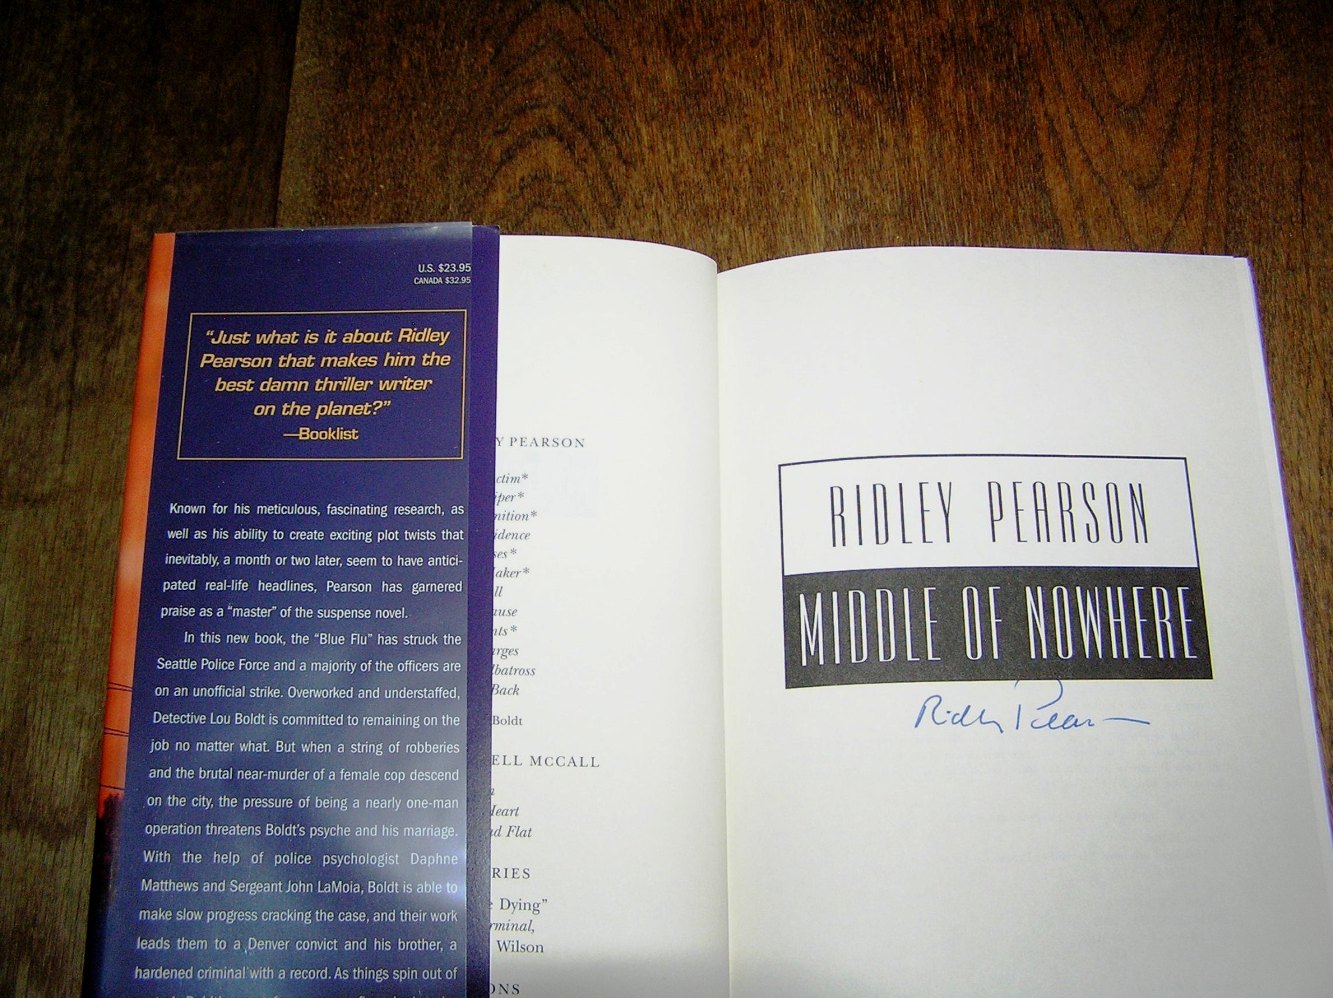 U.S. $23.95
CANADA $32.95
“Just what is it about Ridley
Pearson that makes him the
best damn thriller writer
on the planet?”
—Booklist
Known for his meticulous, fascinating research, as
well as his ability to create exciting plot twists that
inevitably, a month or two later, seem to have antici-
pated real-life headlines, Pearson has garnered
praise as a “master” of the suspense novel.
In this new book, the “Blue Flu” has struck the
Seattle Police Force and a majority of the officers are
on an unofficial strike. Overworked and understaffed,
Detective Lou Boldt is committed to remaining on the
job no matter what. But when a string of robberies
and the brutal near-murder of a female cop descend
on the city, the pressure of being a nearly one-man
operation threatens Boldt’s psyche and his marriage.
With the help of police psychologist Daphne
Matthews and Sergeant John LaMoia, Boldt is able to
make slow progress cracking the case, and their work
leads them to a Denver convict and his brother, a
hardened criminal with a record. As things spin out of
Y PEARSON
ctim*
iper*
nition*
idence
ses*
aker*
ll
ause
nts*
arges
lbatross
Back
Boldt
ELL MCCALL
n
Heart
nd Flat
RIES
e Dying”
erminal,
Wilson
ONS
RIDLEY PEARSON
MIDDLE OF NOWHERE
Ridley Pearson